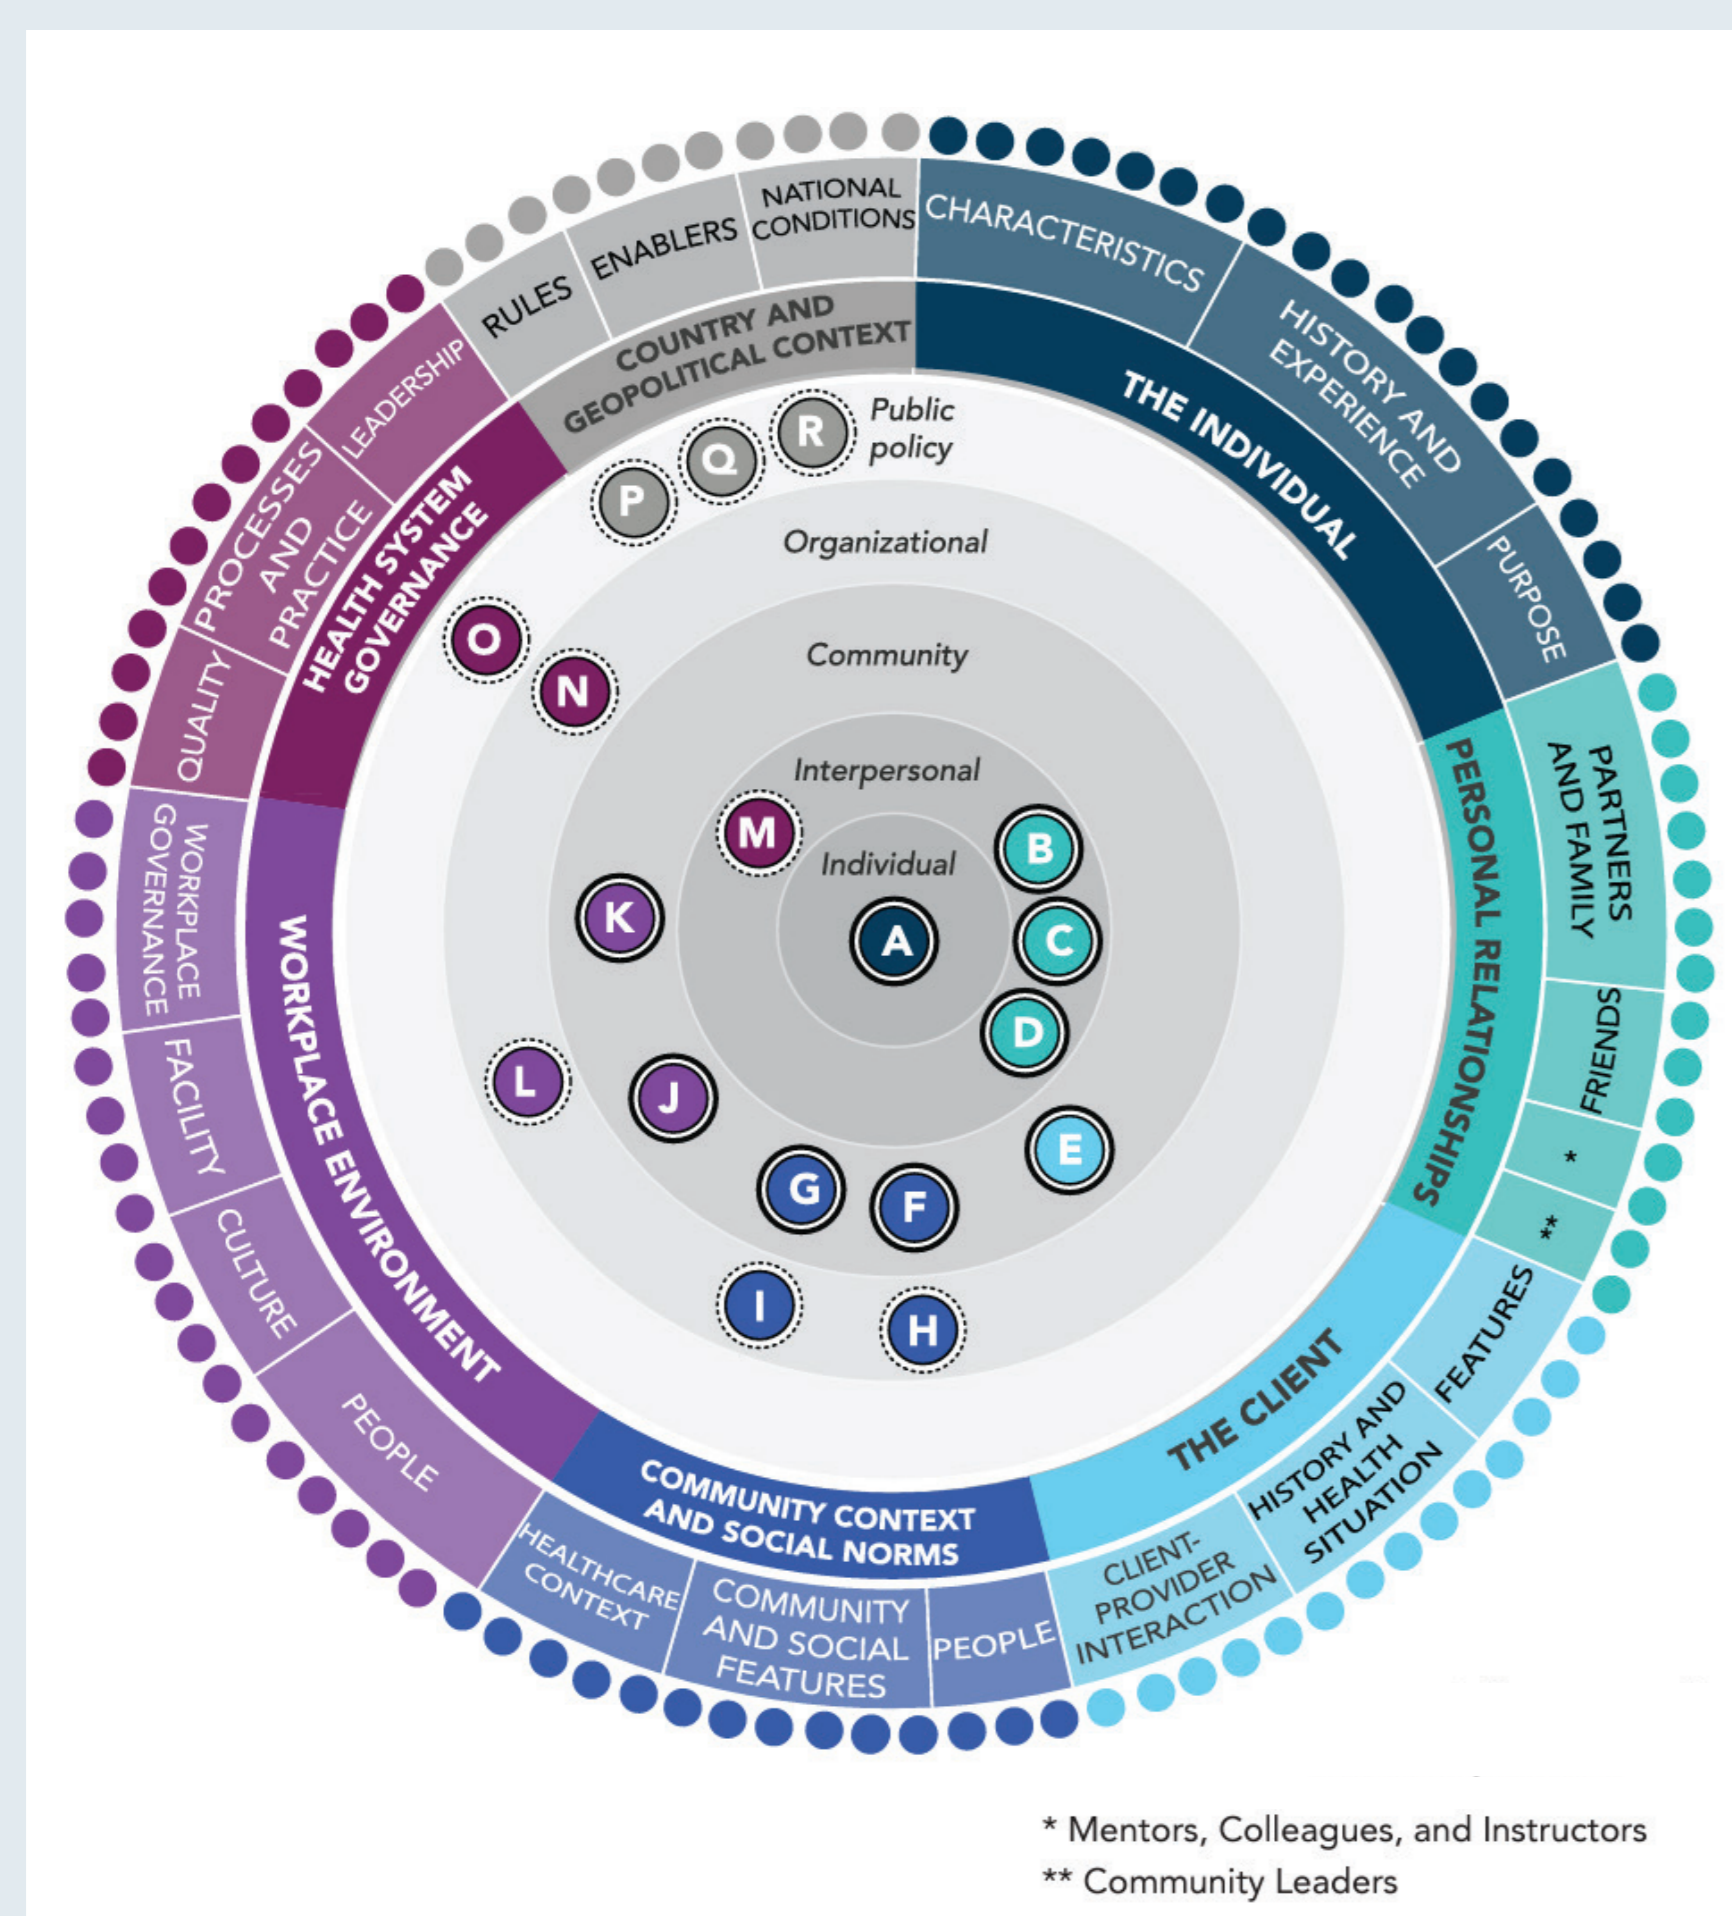 NATIONAL
CONDITIONS
ENABLERS
RULES
CHARACTERISTICS
HISTORY AND
EXPERIENCE
PURPOSE
PARTNERS
AND FAMILY
FRIENDS
*
**
FEATURES
HISTORY AND
HEALTH
SITUATION
CLIENT-
PROVIDER
INTERACTION
PEOPLE
COMMUNITY
AND SOCIAL
FEATURES
HEALTHCARE
CONTEXT
PEOPLE
CULTURE
FACILITY
WORKPLACE
GOVERNANCE
QUALITY
PROCESSES
AND
PRACTICE
LEADERSHIP
COUNTRY AND
GEOPOLITICAL CONTEXT
THE INDIVIDUAL
PERSONAL RELATIONSHIPS
THE CLIENT
COMMUNITY CONTEXT
AND SOCIAL NORMS
WORKPLACE ENVIRONMENT
HEALTH SYSTEM
GOVERNANCE
Public
policy
Organizational
Community
Interpersonal
Individual
A
B
C
D
E
F
G
H
I
J
K
L
M
N
O
P
Q
R
* Mentors, Colleagues, and Instructors
** Community Leaders